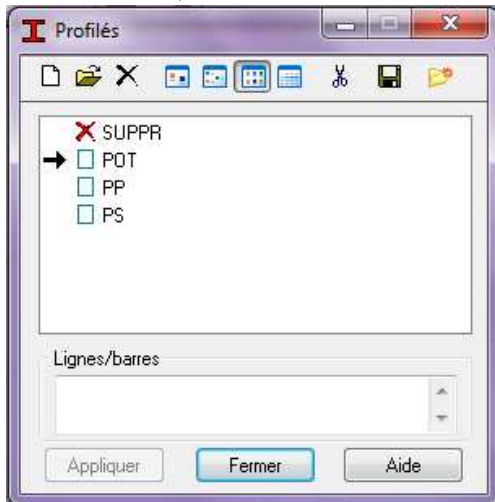 Profilés
SUPPR
POT
PP
PS
Lignes/barres
Appliquer Fermer Aide